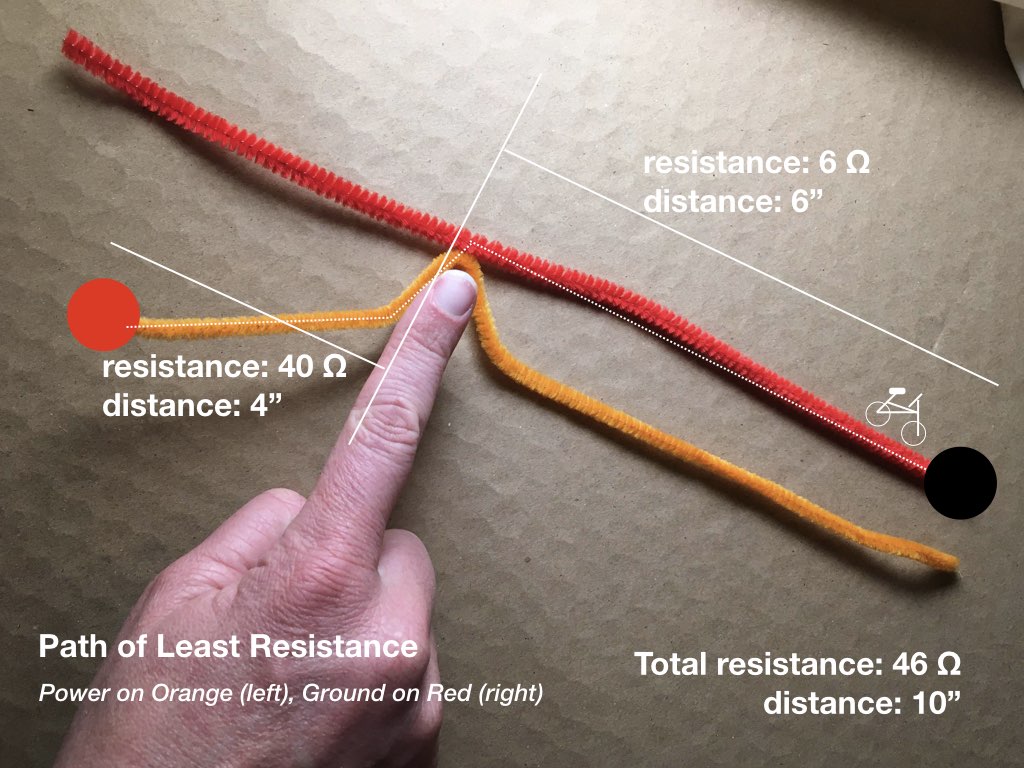 resistance: 6 Ω
distance: 6”
resistance: 40 Ω
distance: 4”
Path of Least Resistance
Power on Orange (left), Ground on Red (right)
Total resistance: 46 Ω
distance: 10”